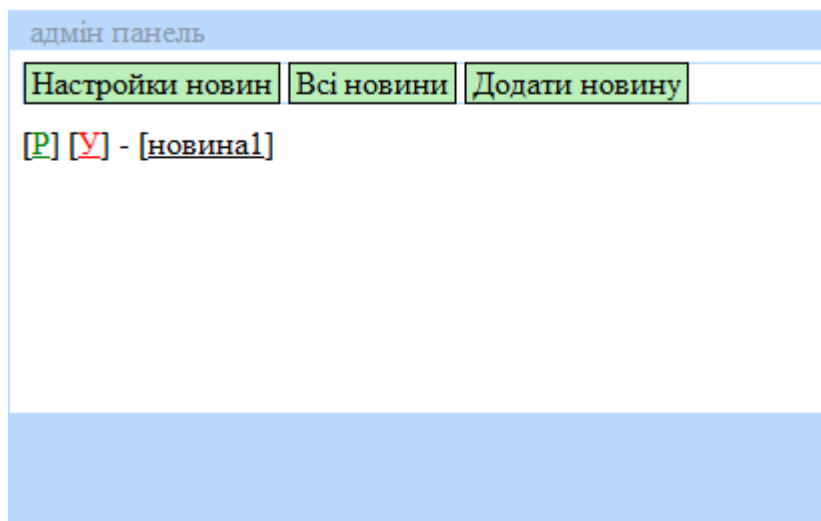 адмін панель
Настройки новин Всі новини Додати новину
[Р] [У] - [новина1]